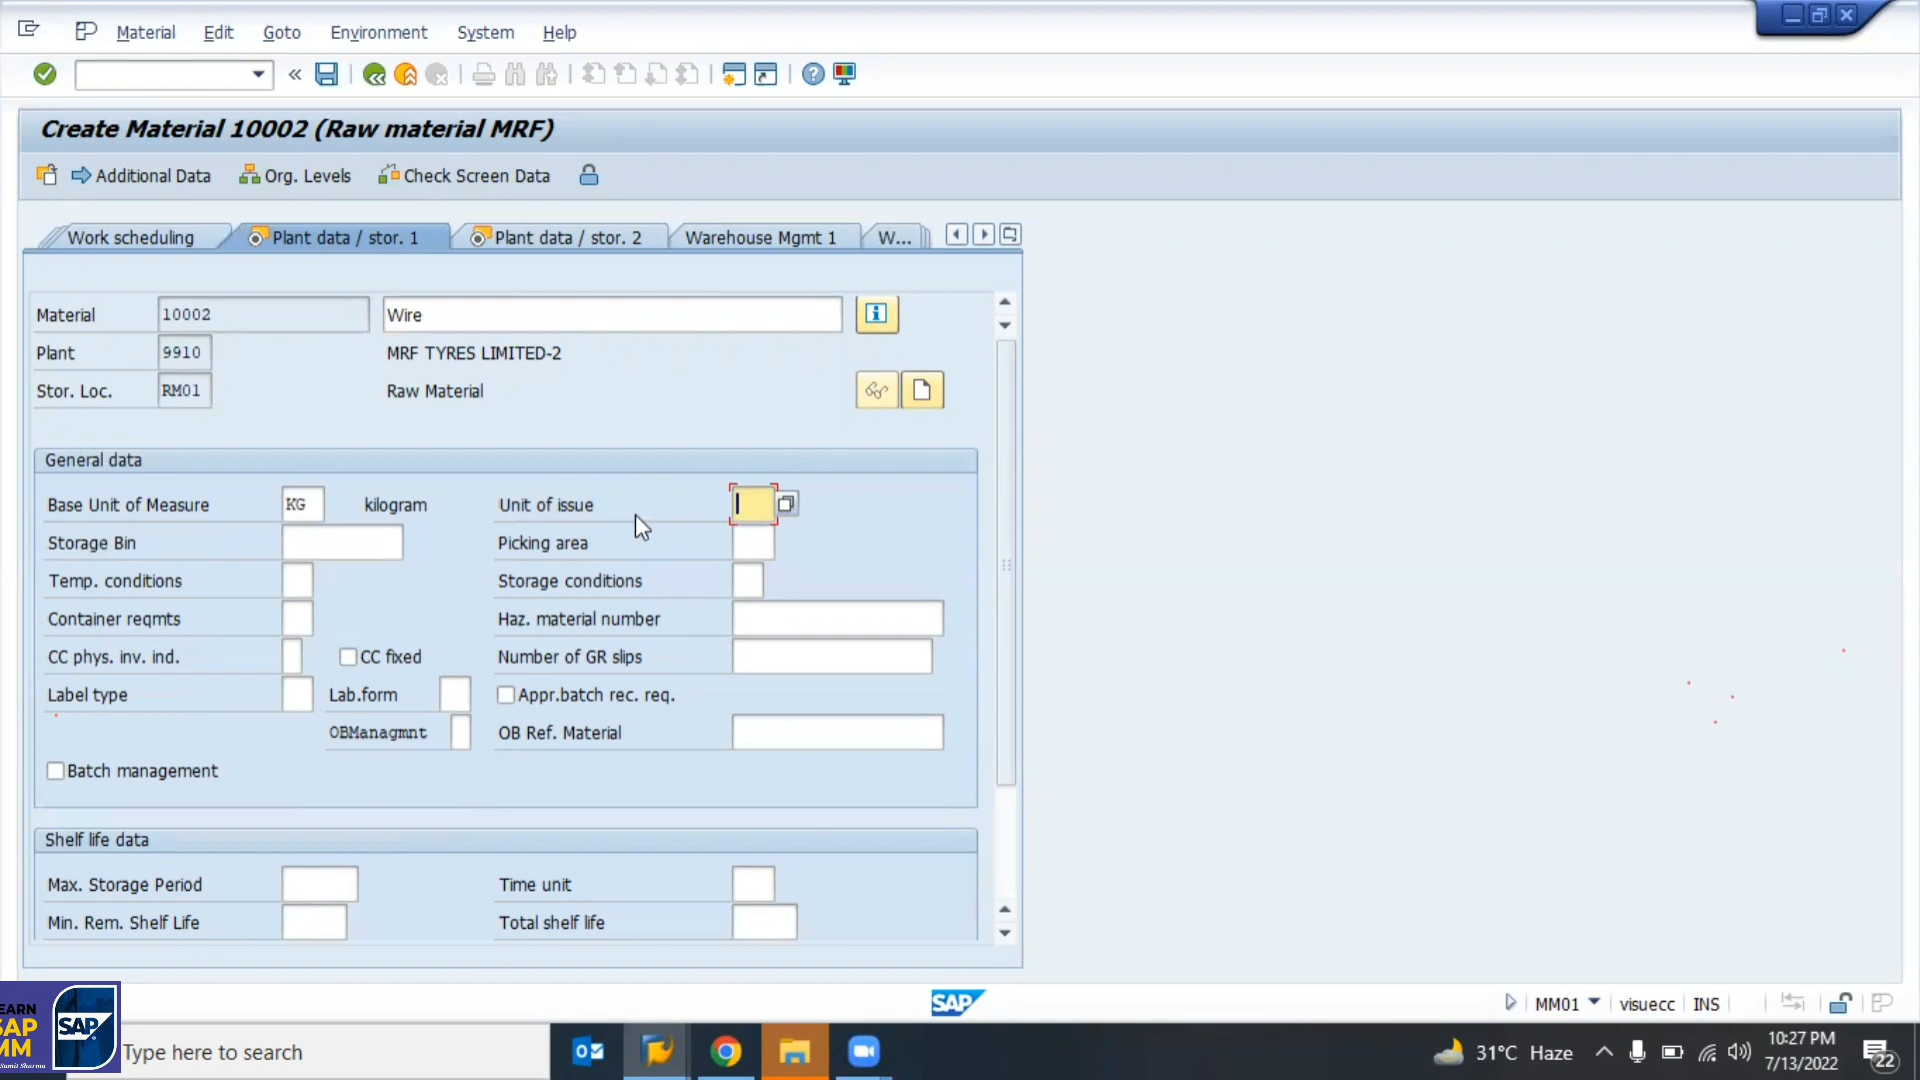 Material Edit Goto Environment System Help
Create Material 10002 (Raw material MRF)
Additional Data Org. Levels Check Screen Data
Work scheduling Plant data / stor. 1 Plant data / stor. 2 Warehouse Mgmt 1 W...
Material 10002 Wire
Plant 9910 MRF TYRES LIMITED-2
Stor. Loc. RM01 Raw Material
General data
Base Unit of Measure KG kilogram Unit of issue
Storage Bin Picking area
Temp. conditions Storage conditions
Container reqmts Haz. material number
CC phys. inv. ind. CC fixed Number of GR slips
Label type Lab.form Appr.batch rec. req.
OBManagmnt OB Ref. Material
Batch management
Shelf life data
Max. Storage Period Time unit
Min. Rem. Shelf Life Total shelf life
SAP MM01 visuecc INS
EARN
SAP
MM
Sumit Sharma
SAP
Type here to search
31°C Haze
10:27 PM
7/13/2022
22